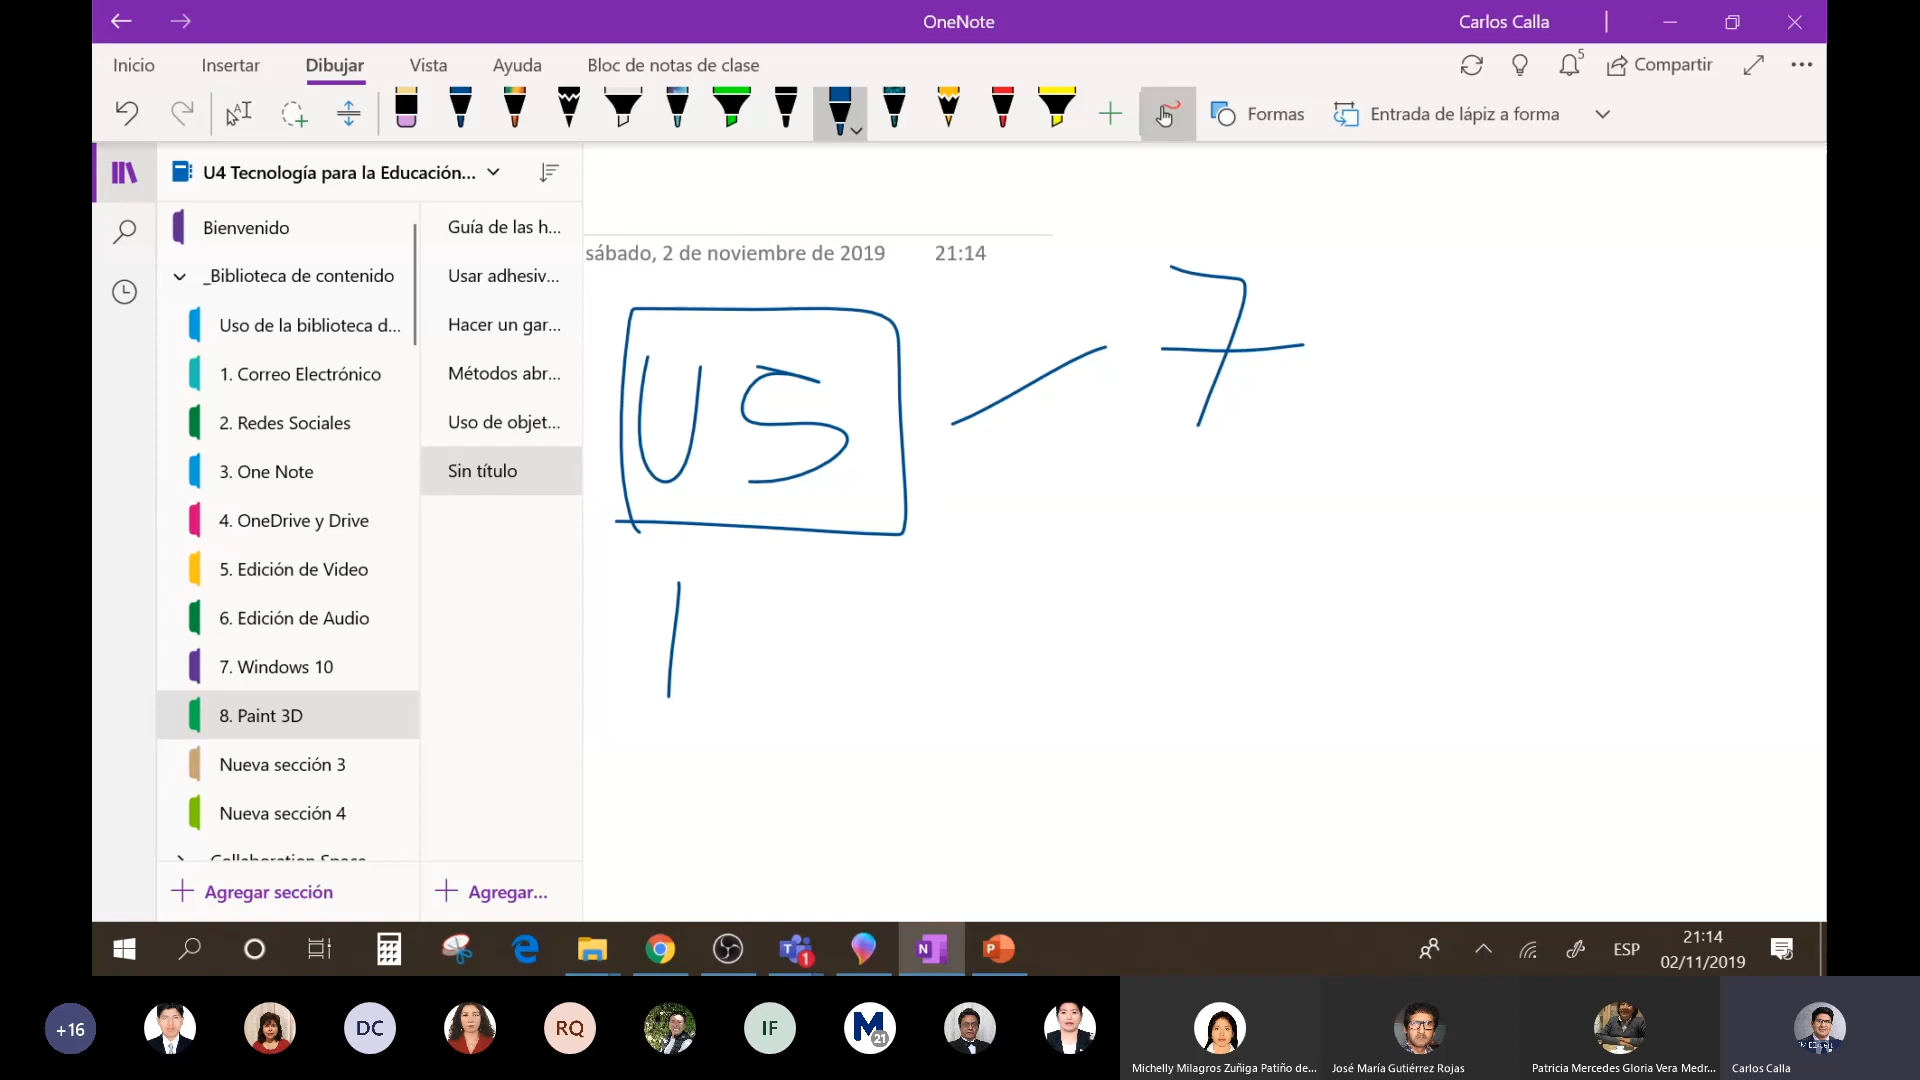 OneNote
Carlos Calla
Inicio
Insertar
Dibujar
Vista
Ayuda
Bloc de notas de clase
5
Compartir
Formas
Entrada de lápiz a forma
U4 Tecnología para la Educación...
Bienvenido
_Biblioteca de contenido
Uso de la biblioteca d...
1. Correo Electrónico
2. Redes Sociales
3. One Note
4. OneDrive y Drive
5. Edición de Video
6. Edición de Audio
7. Windows 10
8. Paint 3D
Nueva sección 3
Nueva sección 4
Collaboration Space
Agregar sección
Guía de las h...
Usar adhesiv...
Hacer un gar...
Métodos abr...
Uso de objet...
Sin título
Agregar...
sábado, 2 de noviembre de 2019 21:14
US — 7
1
ESP
21:14
02/11/2019
+16
DC
RQ
IF
M
21
Michelly Milagros Zuñiga Patiño de...
José María Gutiérrez Rojas
Patricia Mercedes Gloria Vera Medr...
Carlos Calla